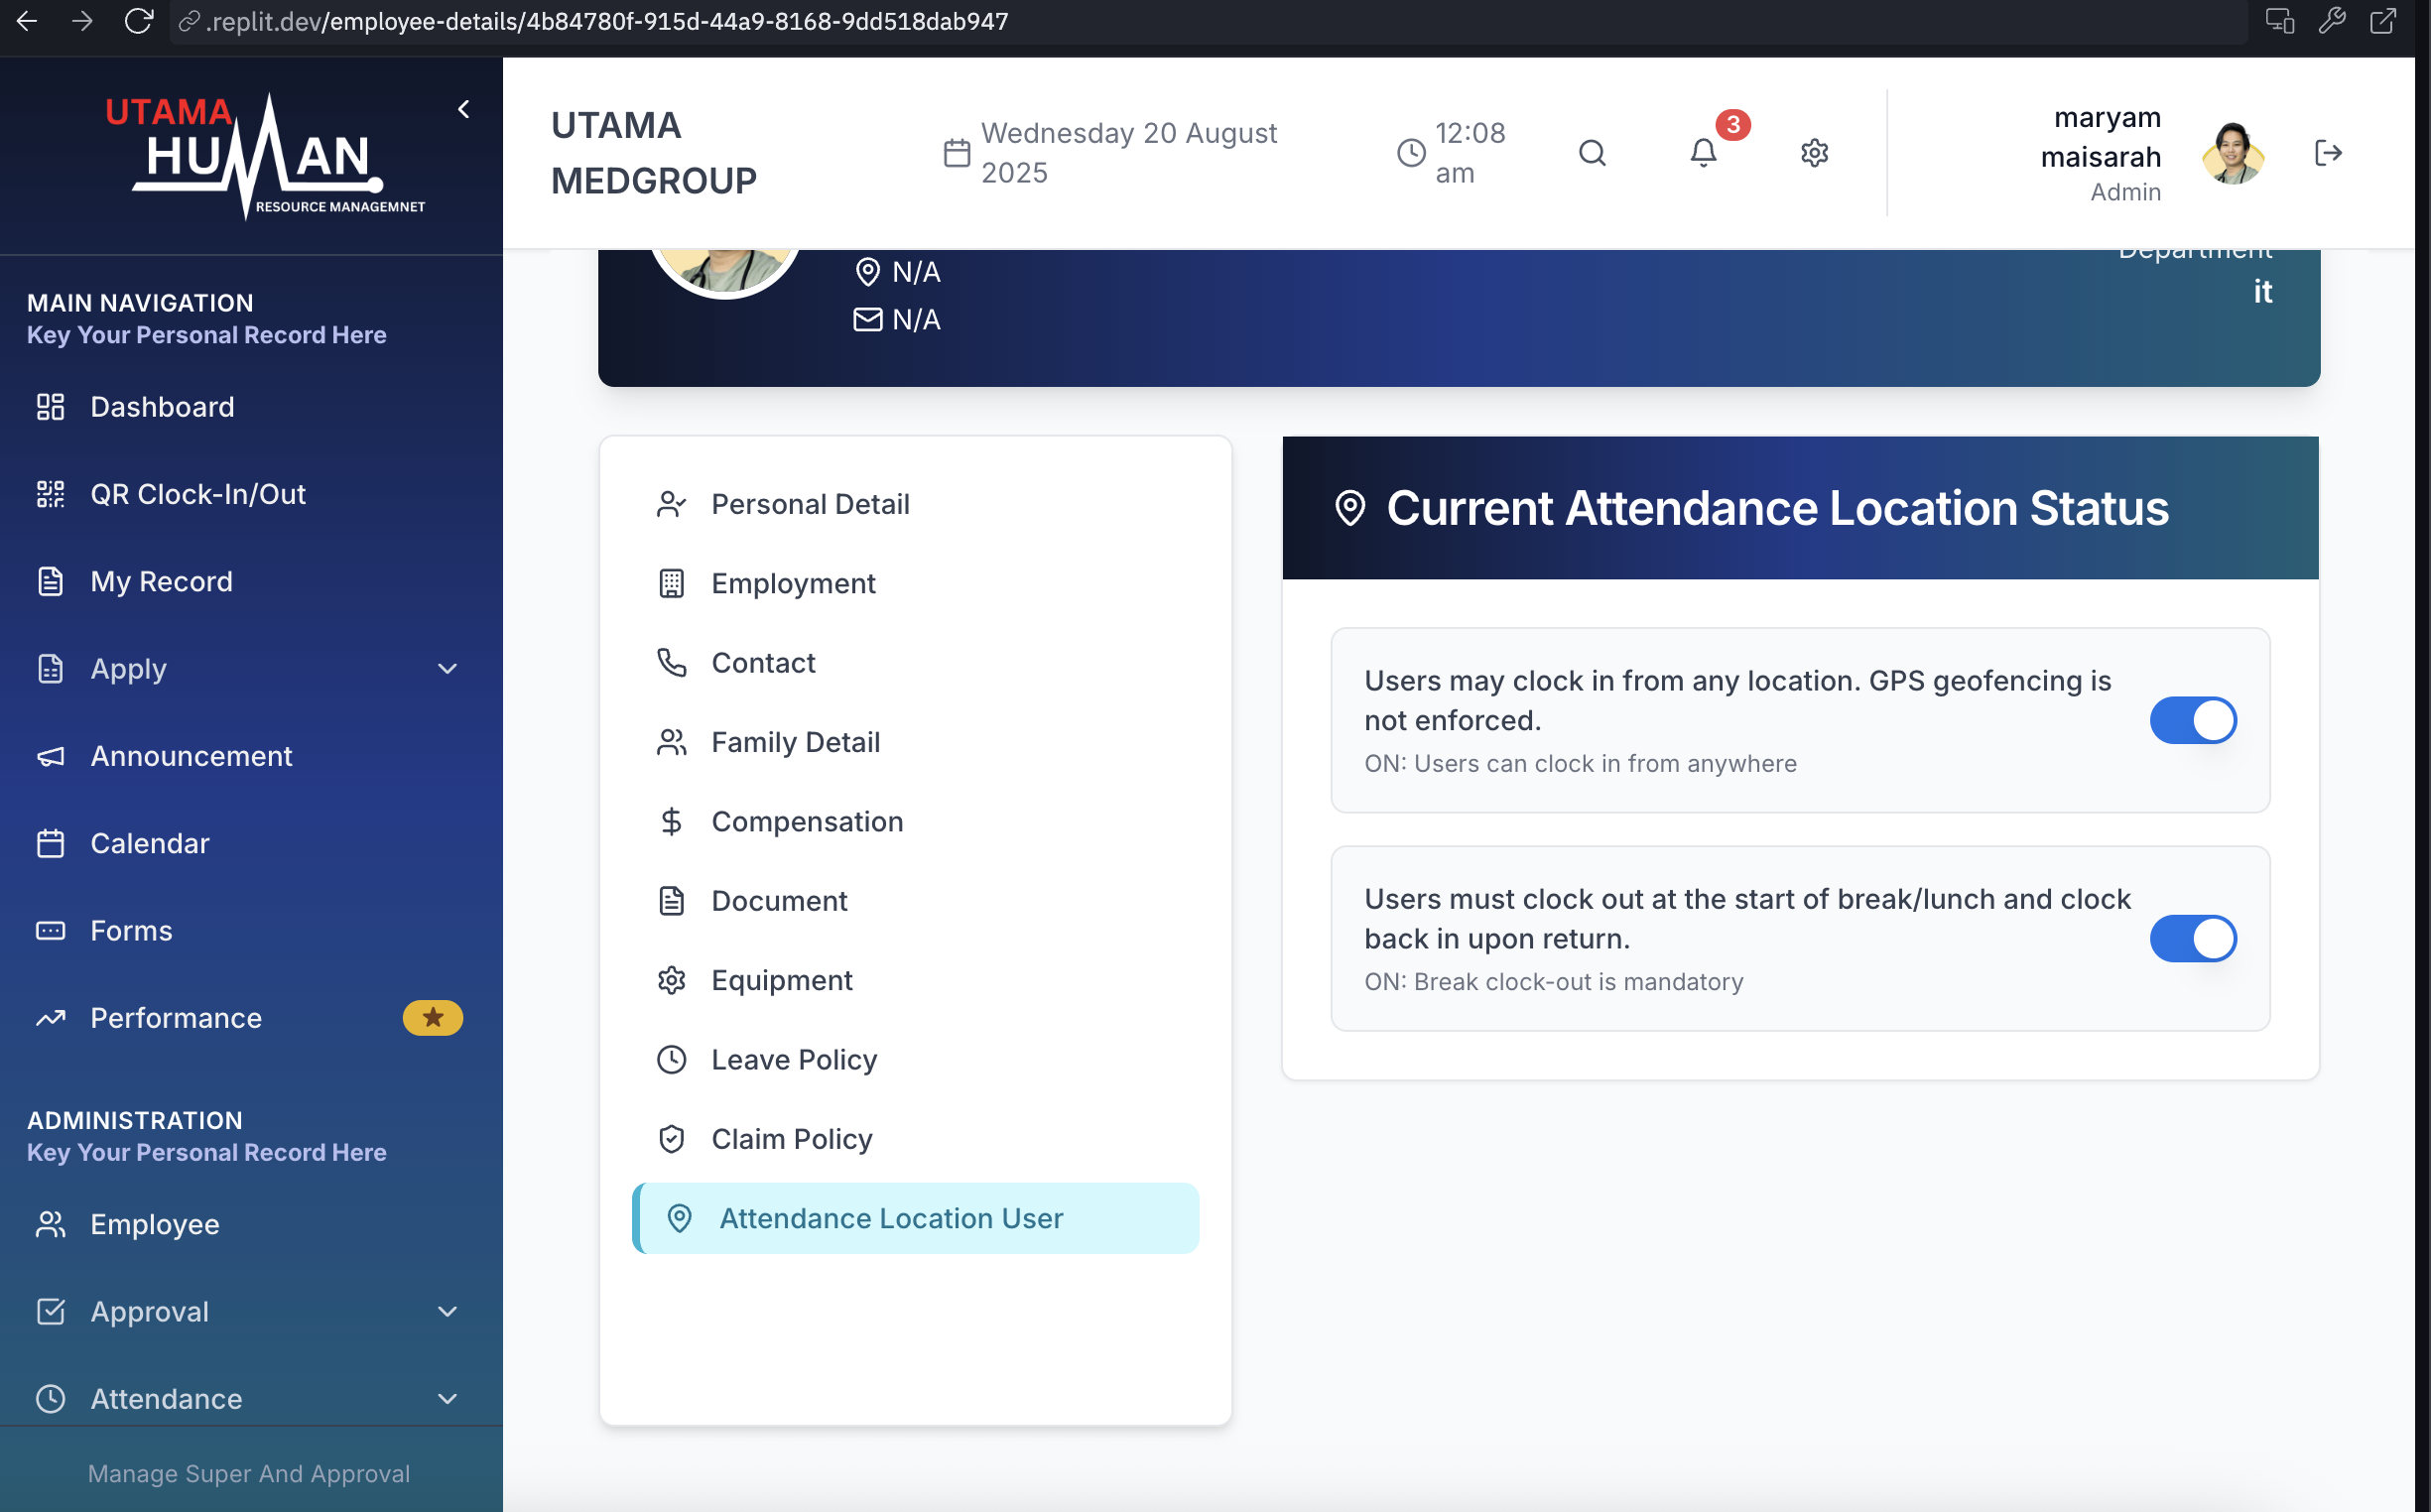 .replit.dev/employee-details/4b84780f-915d-44a9-8168-9dd518dab947
UTAMA
HUMAN
RESOURCE MANAGEMNET
MAIN NAVIGATION
Key Your Personal Record Here
Dashboard
QR Clock-In/Out
My Record
Apply
Announcement
Calendar
Forms
Performance
ADMINISTRATION
Key Your Personal Record Here
Employee
Approval
Attendance
Manage Super And Approval
UTAMA
MEDGROUP
Wednesday 20 August
2025
12:08
am
3
maryam
maisarah
Admin
N/A
N/A
Department
it
Personal Detail
Employment
Contact
Family Detail
Compensation
Document
Equipment
Leave Policy
Claim Policy
Attendance Location User
Current Attendance Location Status
Users may clock in from any location. GPS geofencing is
not enforced.
ON: Users can clock in from anywhere
Users must clock out at the start of break/lunch and clock
back in upon return.
ON: Break clock-out is mandatory